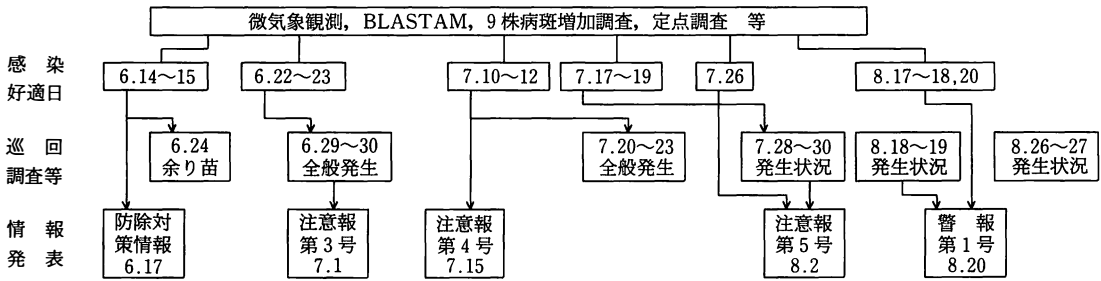 微気象観測，BLASTAM，9株病斑増加調査，定点調査　等
感　染
好適日
6.14～15
6.22～23
7.10～12
7.17～19
7.26
8.17～18,20
巡　回
調査等
6.24
余り苗
6.29～30
全般発生
7.20～23
全般発生
7.28～30
発生状況
8.18～19
発生状況
8.26～27
発生状況
情　報
発　表
防除対
策情報
6.17
注意報
第3号
7.1
注意報
第4号
7.15
注意報
第5号
8.2
警　報
第1号
8.20